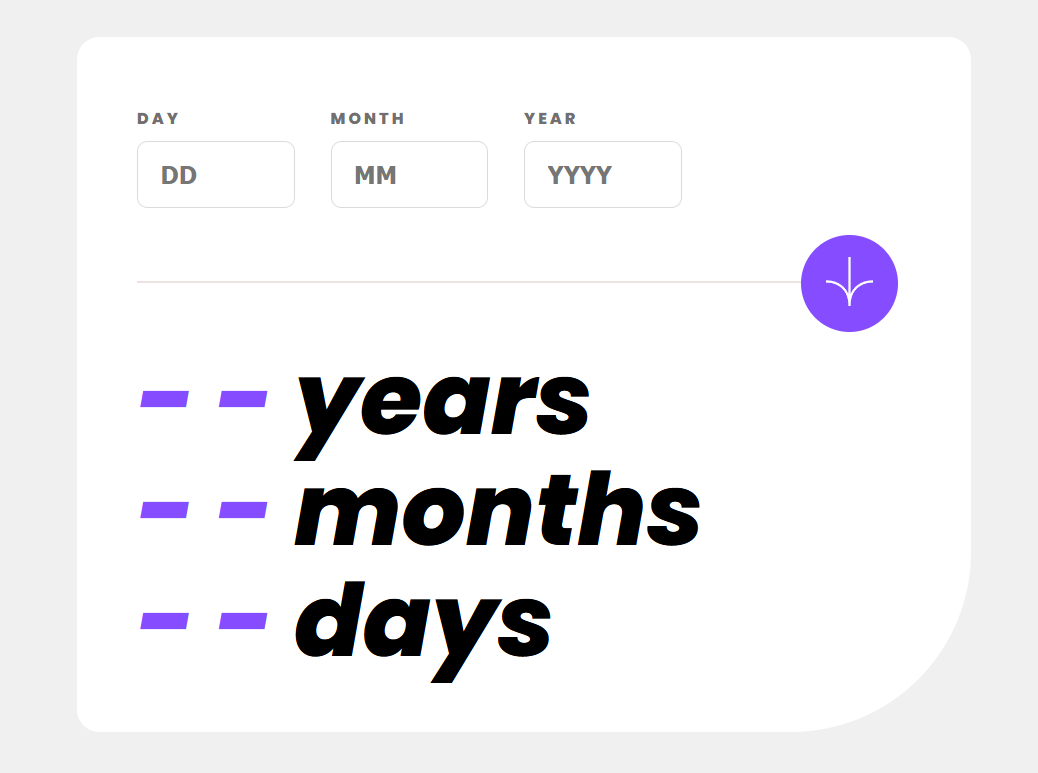 DAY MONTH YEAR
DD MM YYYY
- - years
- - months
- - days